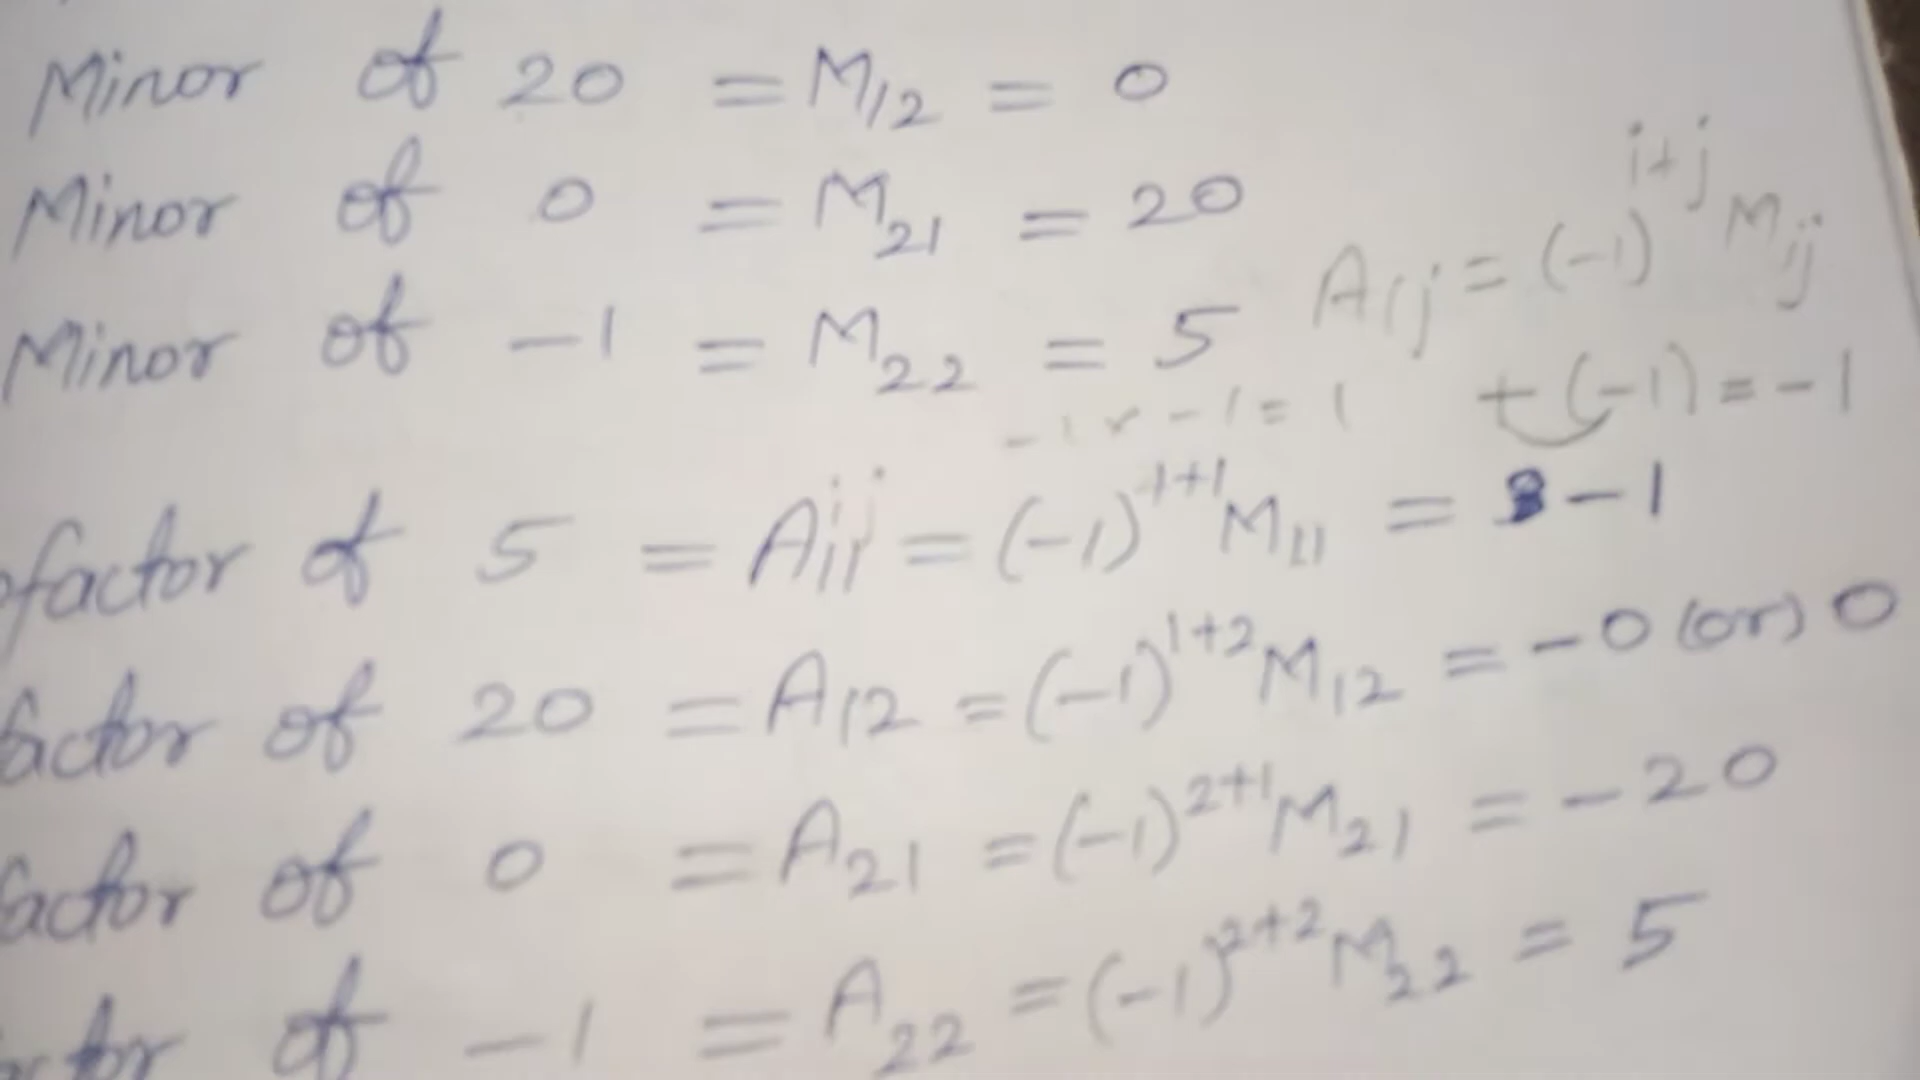 Minor of 20 = M₁₂ = 0
Minor of 0 = M₂₁ = 20
Aᵢⱼ = (-1)ⁱ⁺ʲ Mᵢⱼ
Minor of -1 = M₂₂ = 5
-1 x -1 = 1
+(-1) = -1
i j
ofactor of 5 = A₁₁ = (-1)¹⁺¹ M₁₁ = -1
factor of 20 = A₁₂ = (-1)¹⁺² M₁₂ = -0 (or) 0
factor of 0 = A₂₁ = (-1)²⁺¹ M₂₁ = -20
actor of -1 = A₂₂ = (-1)²⁺² M₂₂ = 5